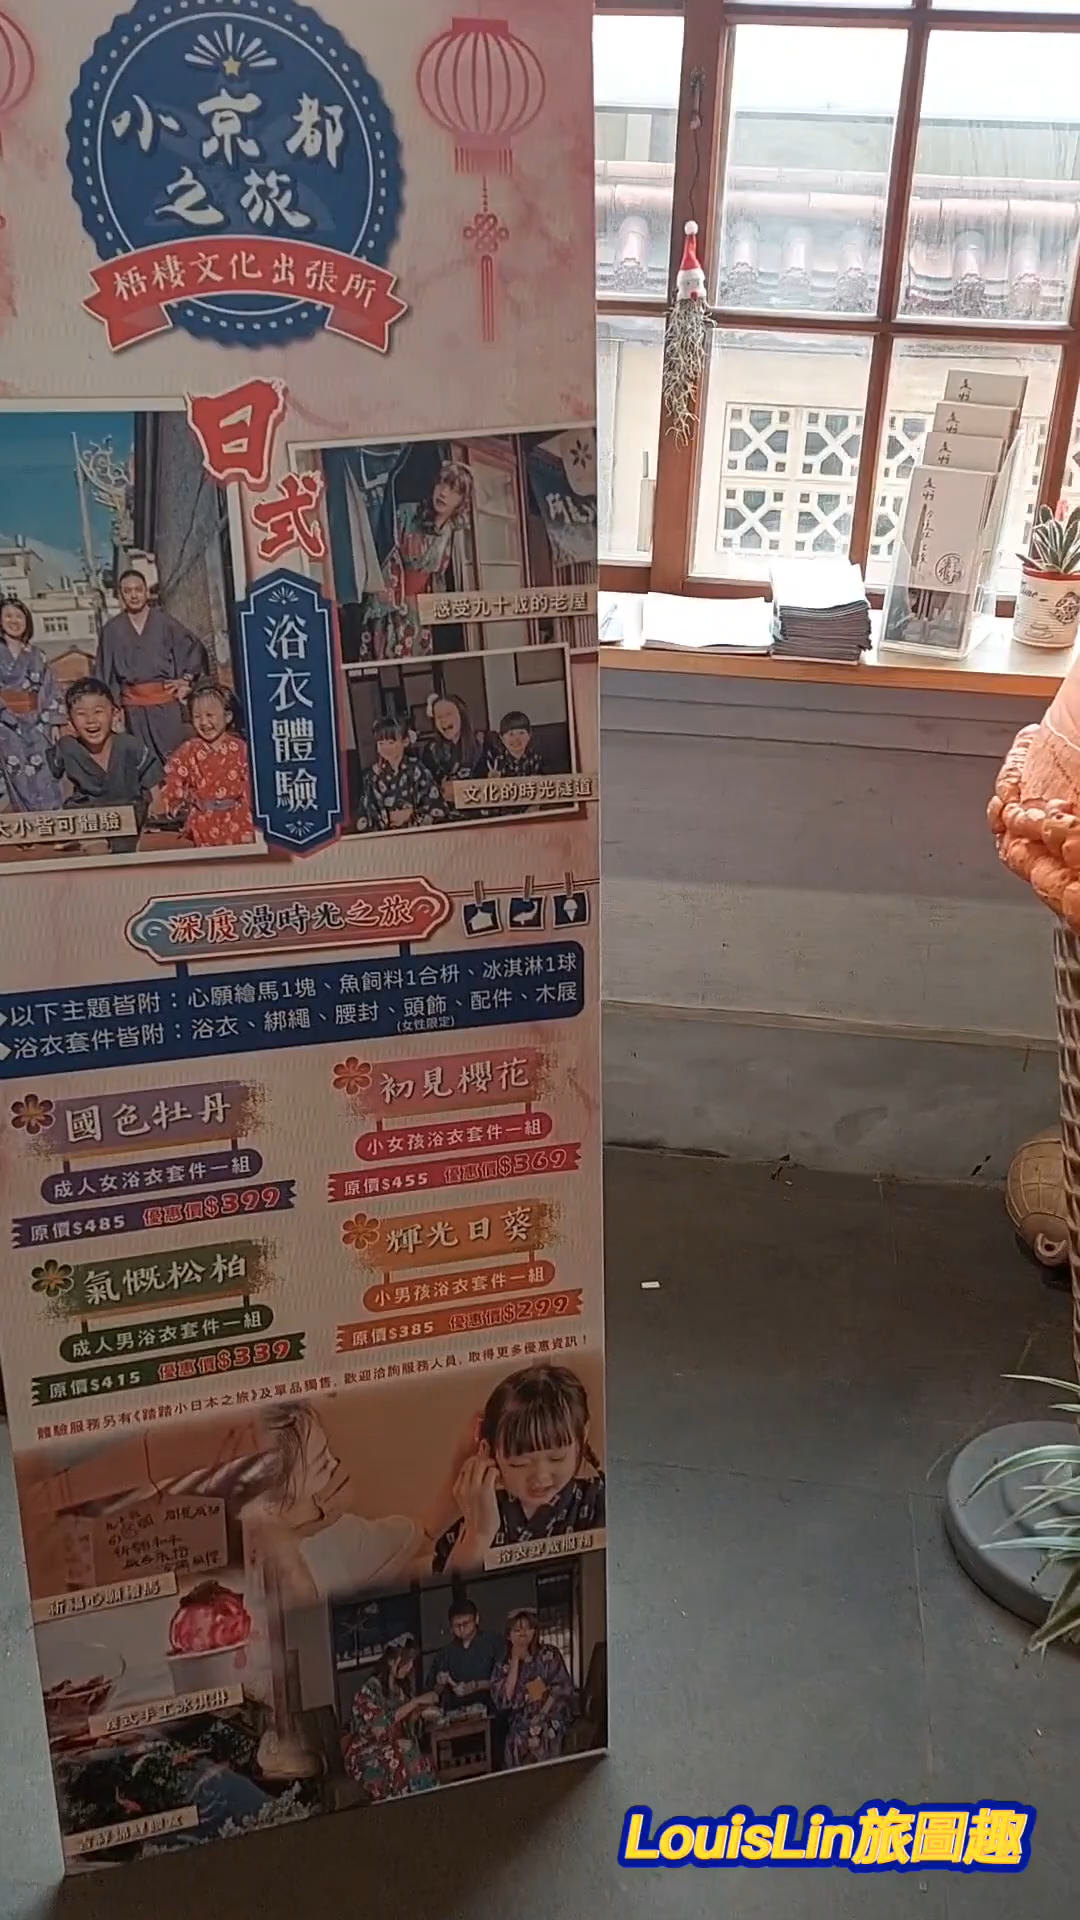 小京都
之旅
梧棲文化出張所
日式
浴衣體驗
感受九十歲的老屋
文化的時光隧道
大小皆可體驗
深度漫時光之旅
◆以下主題皆附：心願繪馬1塊、魚飼料1合枡、冰淇淋1球
◆浴衣套件皆附：浴衣、綁繩、腰封、頭飾、配件、木屐
(女性限定)
國色牡丹
成人女浴衣套件一組
原價$485 優惠價$399
初見櫻花
小女孩浴衣套件一組
原價$455 優惠價$369
氣慨松柏
成人男浴衣套件一組
原價$415 優惠價$339
輝光日葵
小男孩浴衣套件一組
原價$385 優惠價$299
體驗服務另有《踏踏小日本之旅》及單品獨售，歡迎洽詢服務人員，取得更多優惠資訊！
浴衣穿戴服務
祈福心願繪馬
義式手工冰淇淋
LouisLin旅圖趣